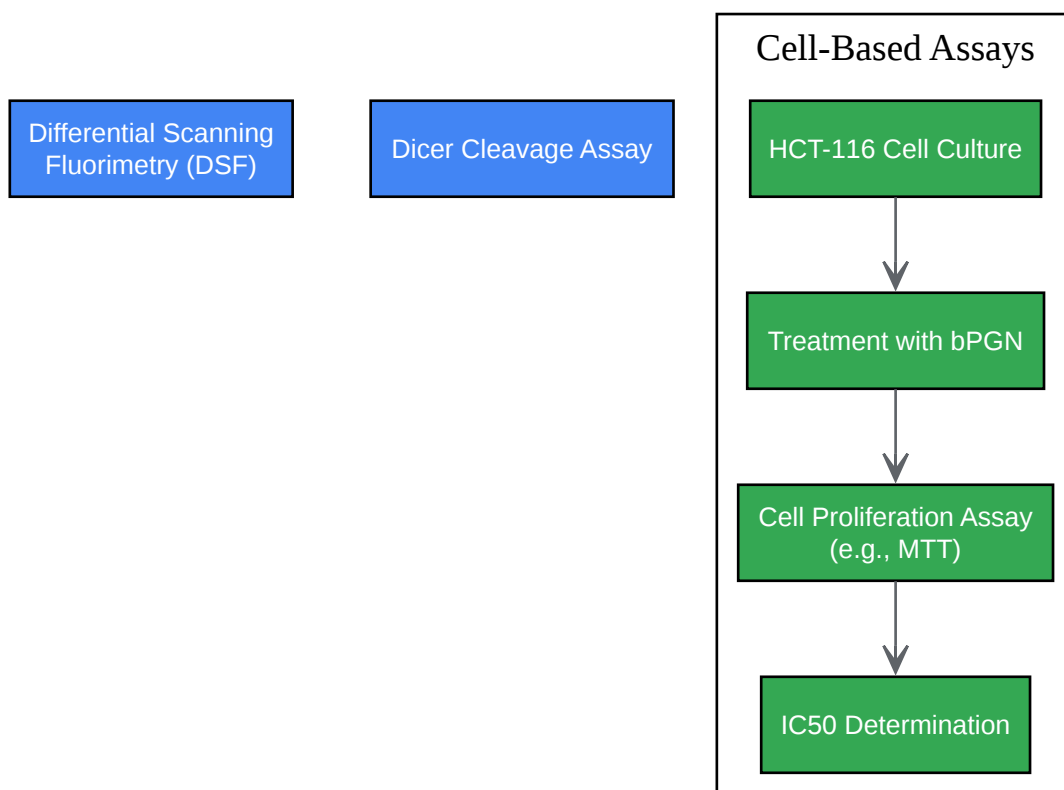 Cell-Based Assays
Differential Scanning
Fluorimetry (DSF)
Dicer Cleavage Assay
HCT-116 Cell Culture
Treatment with bPGN
Cell Proliferation Assay
(e.g., MTT)
IC50 Determination